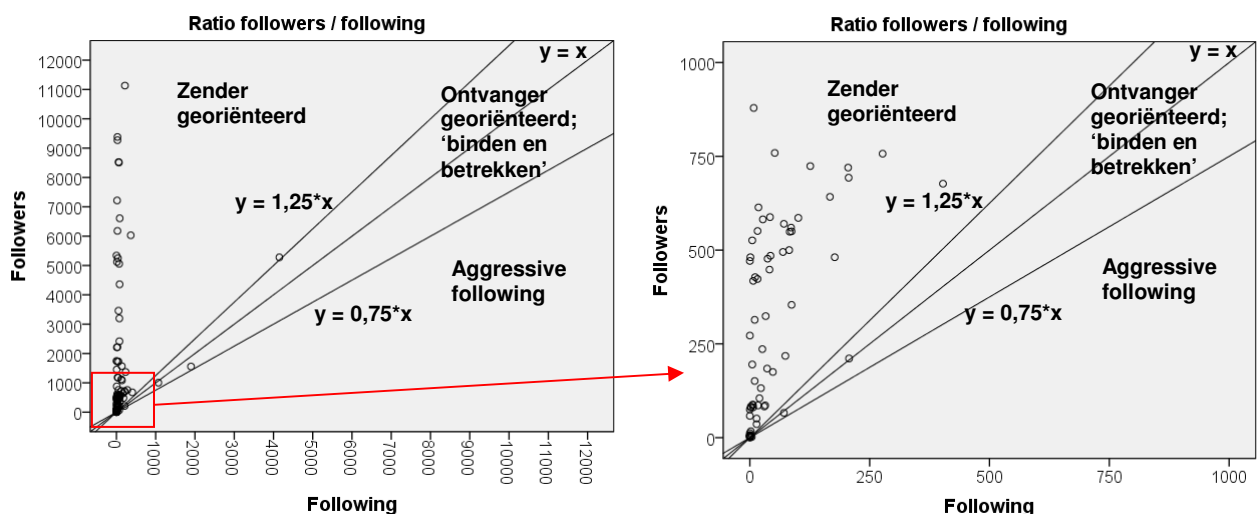 Ratio followers / following
12000
11000
10000
9000
8000
7000
6000
5000
4000
3000
2000
1000
0
Followers
Zender
georiënteerd
y = x
Ontvanger
georiënteerd;
‘binden en
betrekken’
y = 1,25*x
Aggressive
following
y = 0,75*x
0
1000
2000
3000
4000
5000
6000
7000
8000
9000
10000
11000
12000
Following
Ratio followers / following
1000
750
500
250
0
Followers
Zender
georiënteerd
y = x
Ontvanger
georiënteerd;
‘binden en
betrekken’
y = 1,25*x
Aggressive
following
y = 0,75*x
0
250
500
750
1000
Following